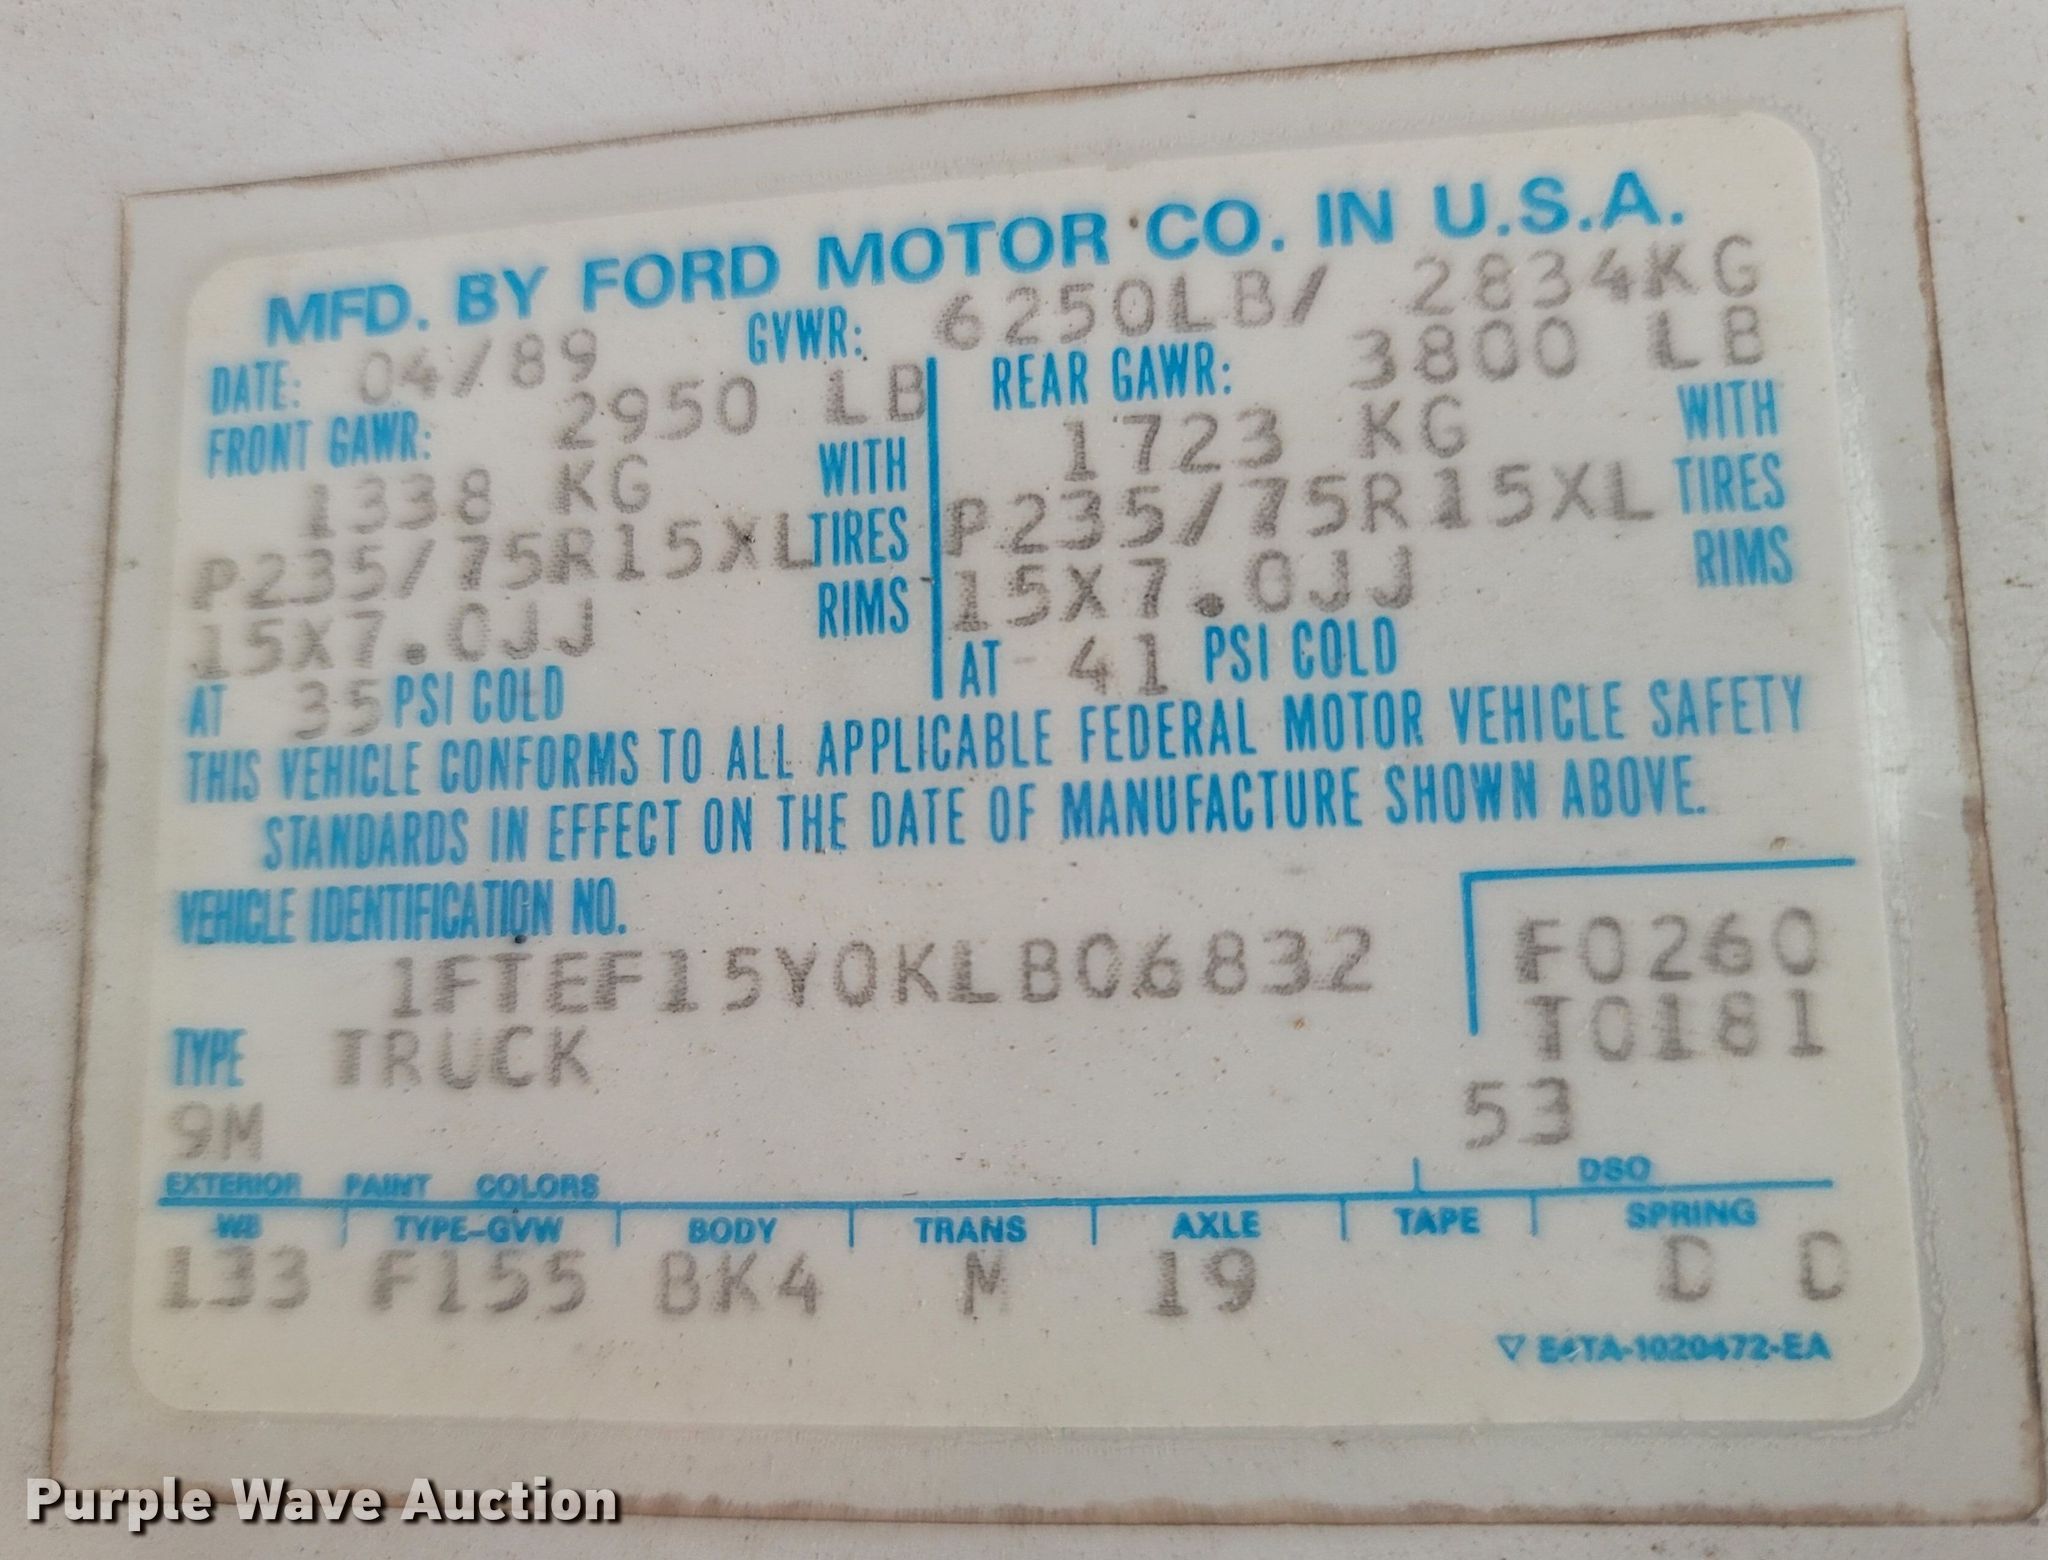 MFD. BY FORD MOTOR CO. IN U.S.A.
DATE: 04/89 GVWR: 6250LB/ 2834KG
FRONT GAWR: 2950 LB REAR GAWR: 3800 LB
1338 KG WITH 1723 KG WITH
P235/75R15XL TIRES P235/75R15XL TIRES
15X7.0JJ RIMS 15X7.0JJ RIMS
AT 35 PSI COLD AT 41 PSI COLD
THIS VEHICLE CONFORMS TO ALL APPLICABLE FEDERAL MOTOR VEHICLE SAFETY
STANDARDS IN EFFECT ON THE DATE OF MANUFACTURE SHOWN ABOVE.
VEHICLE IDENTIFICATION NO.
1FTEF15Y0KLB06832 F0260
TYPE TRUCK T0181
9M 53
EXTERIOR PAINT COLORS DSO
WB TYPE-GVW BODY TRANS AXLE TAPE SPRING
133 F155 BK4 M 19 D D
E4TA-1020472-EA
Purple Wave Auction